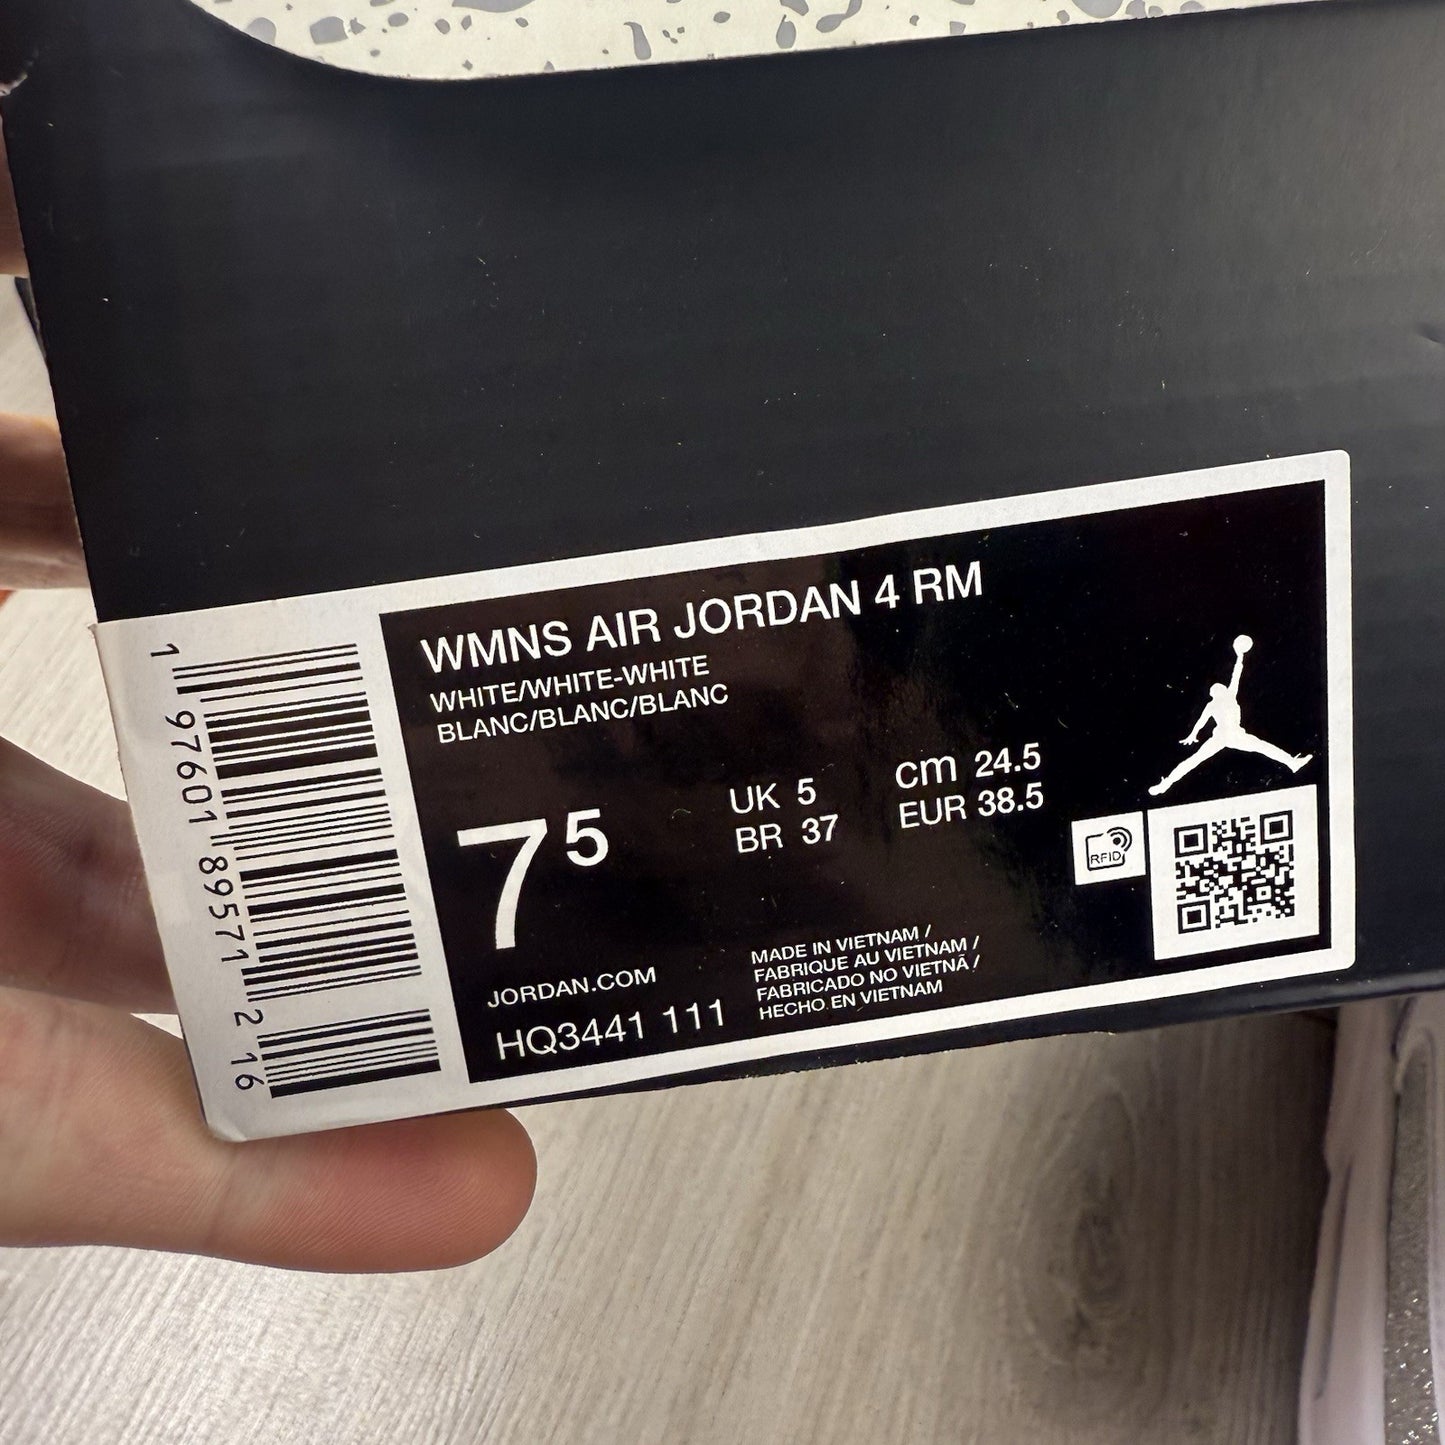 WMNS AIR JORDAN 4 RM
WHITE/WHITE-WHITE
BLANC/BLANC/BLANC
7 5
UK 5
BR 37
cm 24.5
EUR 38.5
RFID
JORDAN.COM
HQ3441 111
MADE IN VIETNAM /
FABRIQUE AU VIETNAM /
FABRICADO NO VIETNÃ /
HECHO EN VIETNAM
1 97601 89571 2 16